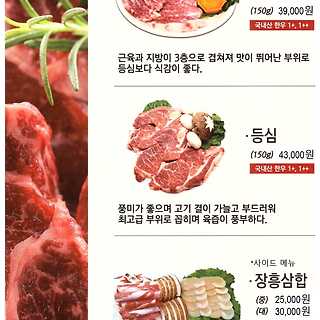 (150g) 39,000원
국내산 한우 1+, 1++
근육과 지방이 3층으로 겹쳐져 맛이 뛰어난 부위로
등심보다 식감이 좋다.
·등심
(150g) 43,000원
국내산 한우 1+, 1++
풍미가 좋으며 고기 결이 가늘고 부드러워
최고급 부위로 꼽히며 육즙이 풍부하다.
*사이드 메뉴
·장흥삼합
(중) 25,000원
(대) 30,000원